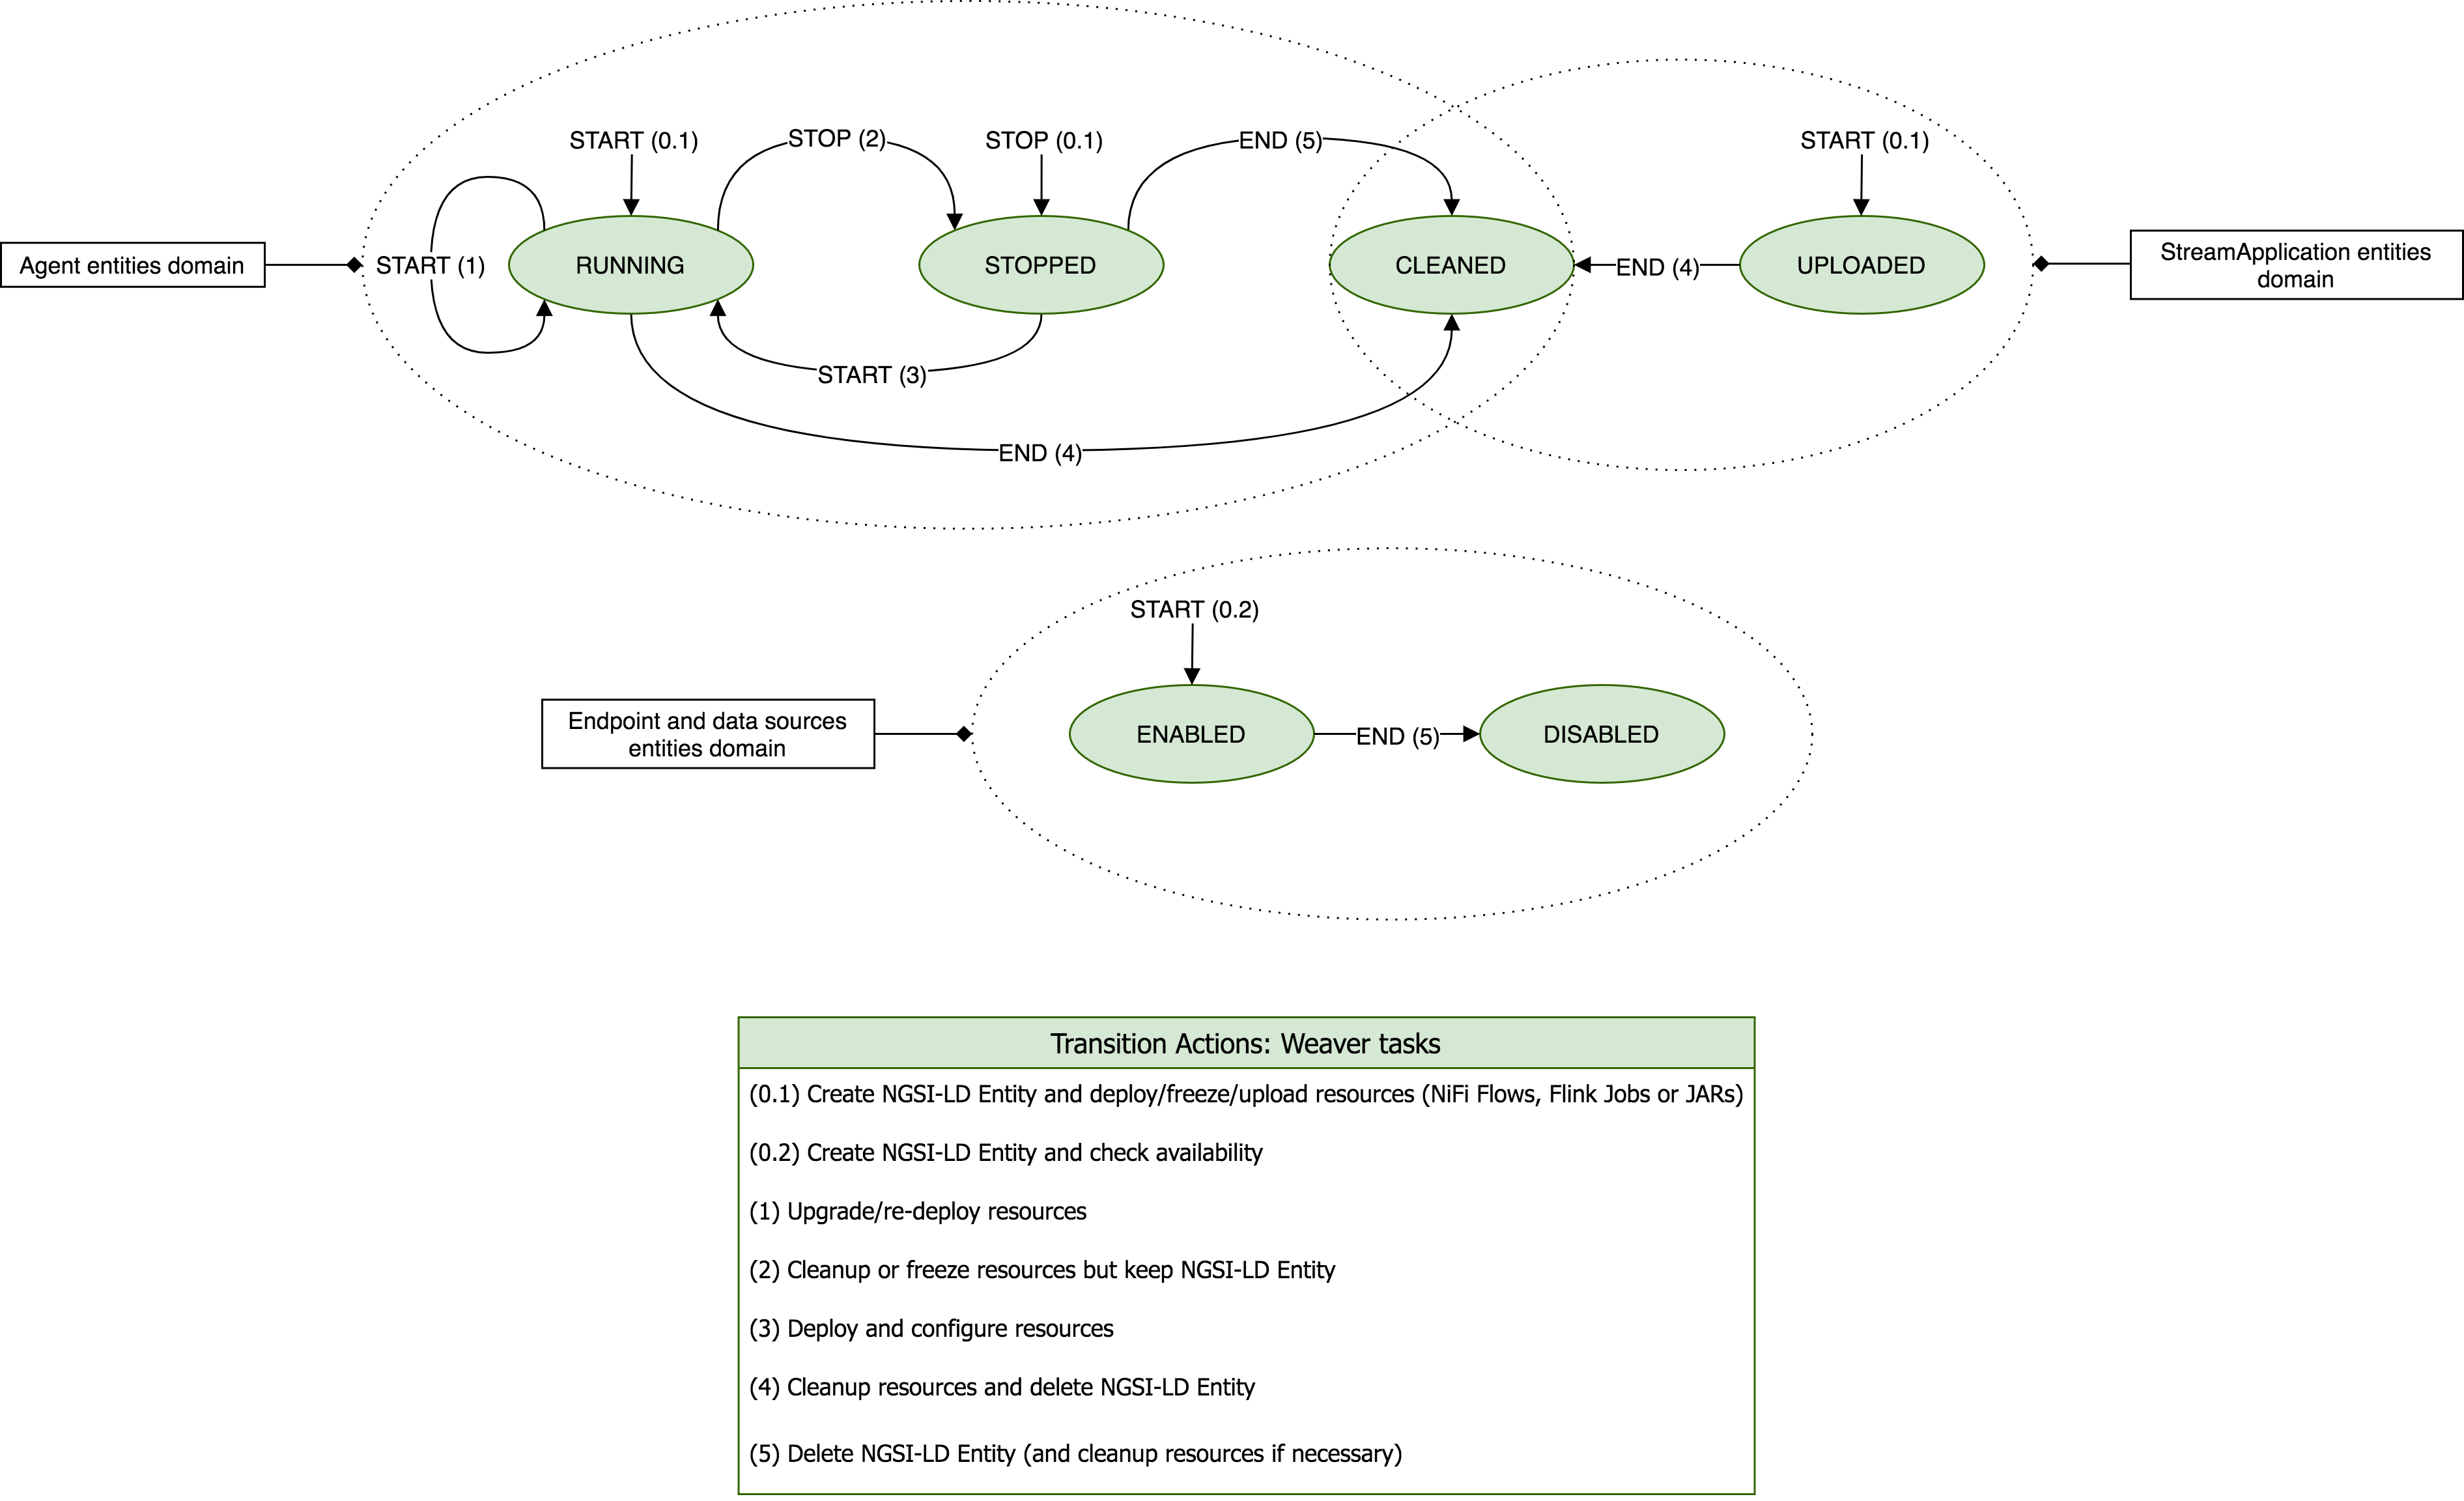 START (0.1)
STOP (2)
STOP (0.1)
END (5)
START (0.1)
Agent entities domain
START (1)
RUNNING
STOPPED
CLEANED
END (4)
UPLOADED
StreamApplication entities
domain
START (3)
END (4)
START (0.2)
Endpoint and data sources
entities domain
ENABLED
END (5)
DISABLED
Transition Actions: Weaver tasks
(0.1) Create NGSI-LD Entity and deploy/freeze/upload resources (NiFi Flows, Flink Jobs or JARs)
(0.2) Create NGSI-LD Entity and check availability
(1) Upgrade/re-deploy resources
(2) Cleanup or freeze resources but keep NGSI-LD Entity
(3) Deploy and configure resources
(4) Cleanup resources and delete NGSI-LD Entity
(5) Delete NGSI-LD Entity (and cleanup resources if necessary)